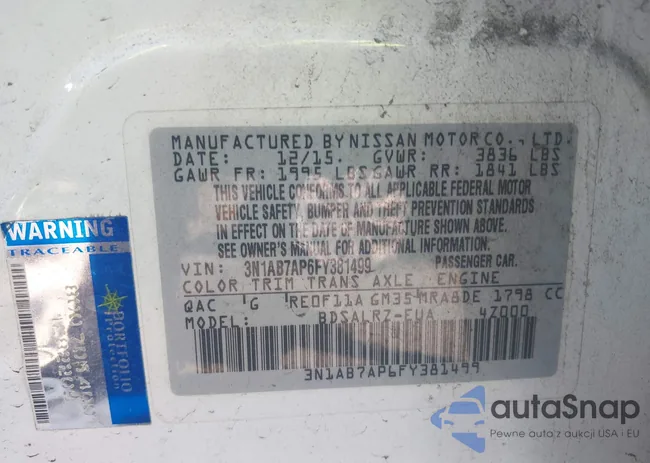 MANUFACTURED BY NISSAN MOTOR CO., LTD.
DATE: 12/15. GVWR: 3836 LBS
GAWR FR: 1995 LBS GAWR RR: 1841 LBS
THIS VEHICLE CONFORMS TO ALL APPLICABLE FEDERAL MOTOR
VEHICLE SAFETY, BUMPER AND THEFT PREVENTION STANDARDS
IN EFFECT ON THE DATE OF MANUFACTURE SHOWN ABOVE.
SEE OWNER'S MANUAL FOR ADDITIONAL INFORMATION.
VIN: 3N1AB7AP6FY381499 PASSENGER CAR.
COLOR TRIM TRANS AXLE ENGINE
QAC G RE0F11A GM35 MRA8DE 1798 CC
MODEL: BDSALRZ-EUA 4Z000
3N1AB7AP6FY381499
WARNING
TRACEABLE
PORTFOLIO
Protection
autaSnap
Pewne auta z aukcji USA i EU